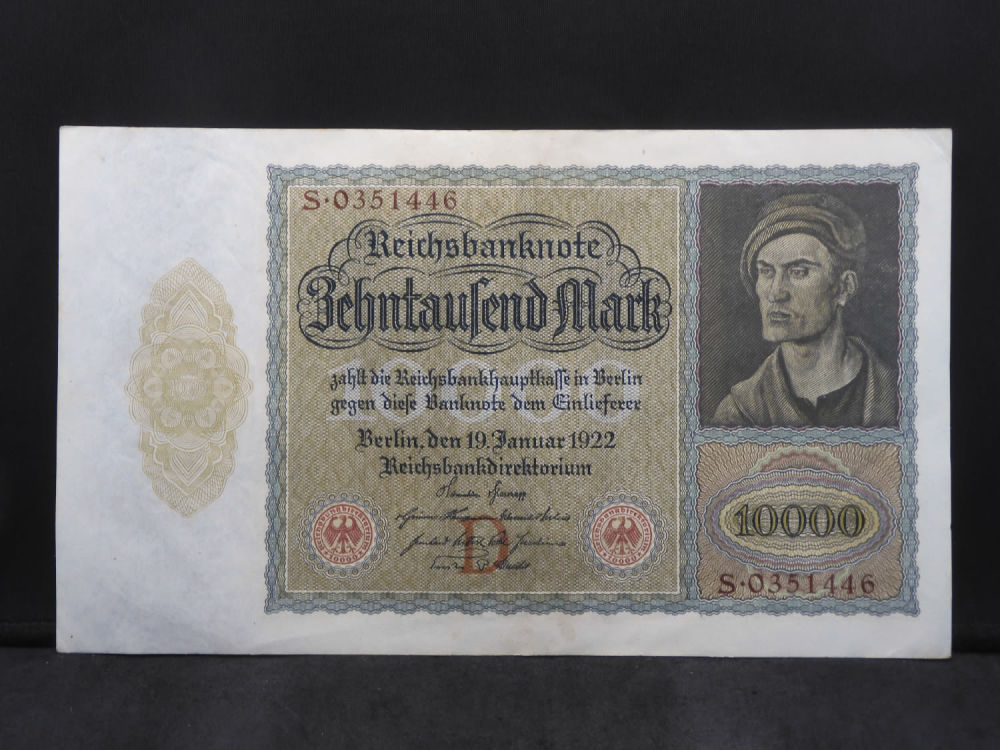 S·0351446
Reichsbanknote
Zehntausend Mark
10000
zahlt die Reichsbankhauptkasse in Berlin
gegen diese Banknote dem Einlieferer
Berlin, den 19. Januar 1922
Reichsbankdirektorium
D
10000
S·0351446